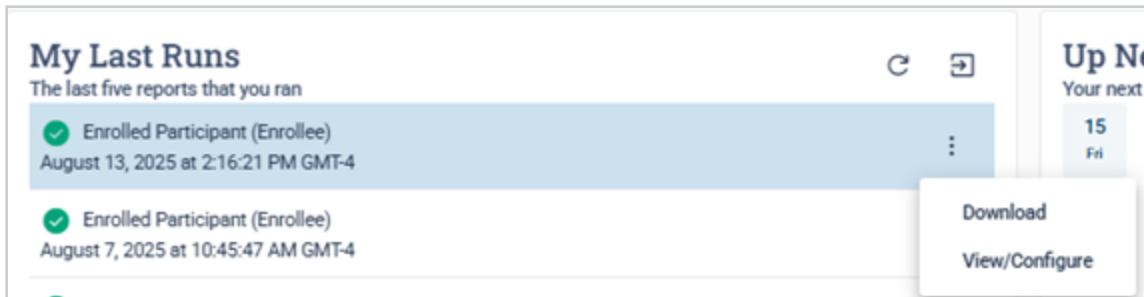 My Last Runs
The last five reports that you ran
Enrolled Participant (Enrollee)
August 13, 2025 at 2:16:21 PM GMT-4
Enrolled Participant (Enrollee)
August 7, 2025 at 10:45:47 AM GMT-4
Up
Your next
15
Fri
Download
View/Configure